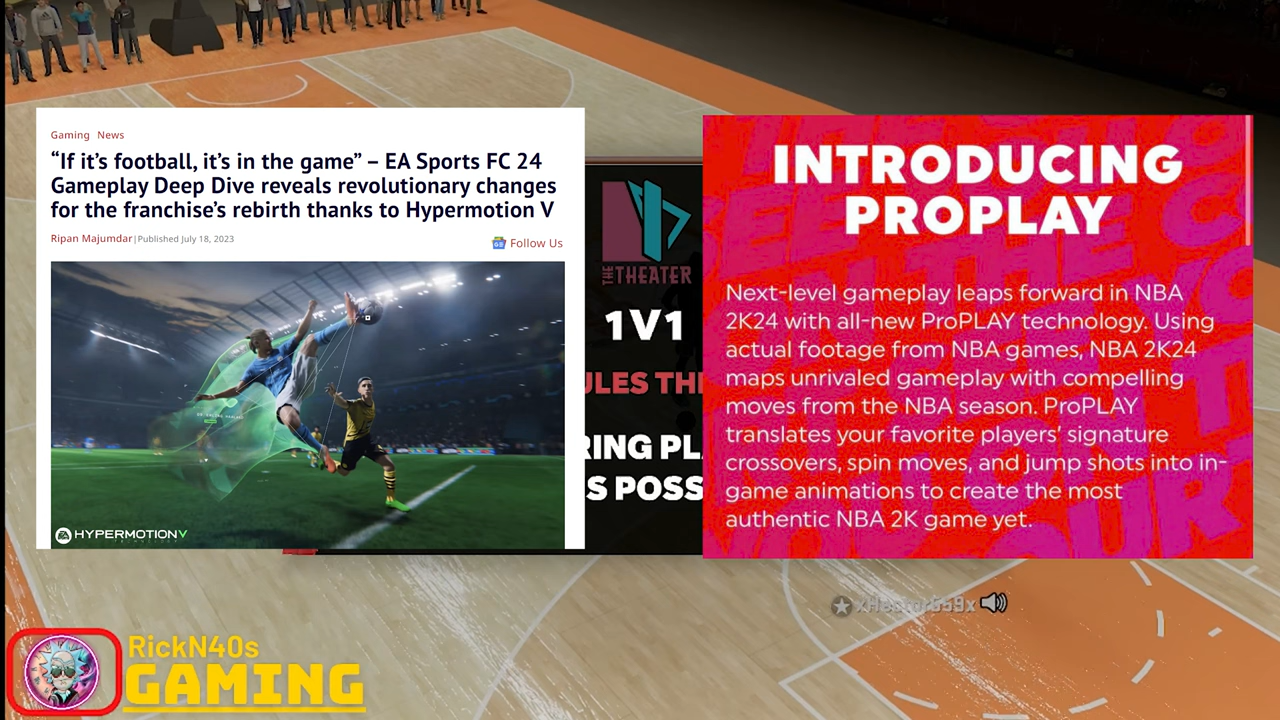 Gaming News
“If it’s football, it’s in the game” – EA Sports FC 24
Gameplay Deep Dive reveals revolutionary changes
for the franchise’s rebirth thanks to Hypermotion V
Ripan Majumdar|Published July 18, 2023
Follow Us
EA HYPERMOTION V
TECHNOLOGY
THE THEATER
1V1
ULES TH
RING PL
S POSS
INTRODUCING
PROPLAY
Next-level gameplay leaps forward in NBA
2K24 with all-new ProPLAY technology. Using
actual footage from NBA games, NBA 2K24
maps unrivaled gameplay with compelling
moves from the NBA season. ProPLAY
translates your favorite players’ signature
crossovers, spin moves, and jump shots into in-
game animations to create the most
authentic NBA 2K game yet.
RickN40s
GAMING